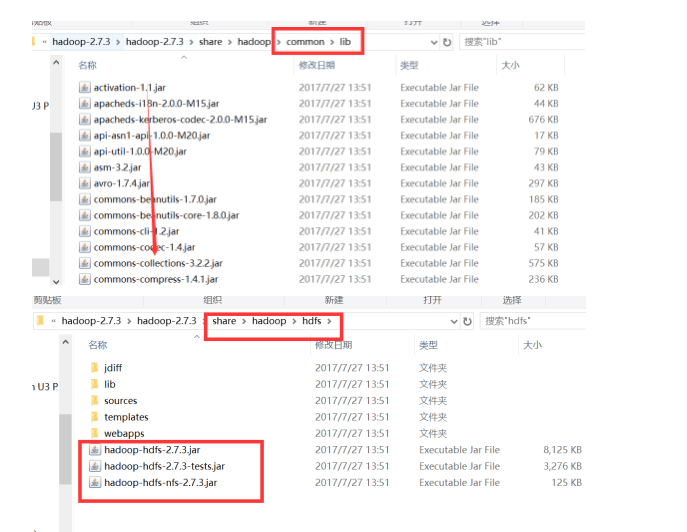 组织 新建 打开 选择
« hadoop-2.7.3 › hadoop-2.7.3 › share › hadoop › common › lib 搜索"lib"
名称 修改日期 类型 大小
activation-1.1.jar 2017/7/27 13:51 Executable Jar File 62 KB
apacheds-i18n-2.0.0-M15.jar 2017/7/27 13:51 Executable Jar File 44 KB
U3 P
apacheds-kerberos-codec-2.0.0-M15.jar 2017/7/27 13:51 Executable Jar File 676 KB
api-asn1-api-1.0.0-M20.jar 2017/7/27 13:51 Executable Jar File 17 KB
api-util-1.0.0-M20.jar 2017/7/27 13:51 Executable Jar File 79 KB
asm-3.2.jar 2017/7/27 13:51 Executable Jar File 43 KB
avro-1.7.4.jar 2017/7/27 13:51 Executable Jar File 297 KB
commons-beanutils-1.7.0.jar 2017/7/27 13:51 Executable Jar File 185 KB
commons-beanutils-core-1.8.0.jar 2017/7/27 13:51 Executable Jar File 202 KB
commons-cli-1.2.jar 2017/7/27 13:51 Executable Jar File 41 KB
commons-codec-1.4.jar 2017/7/27 13:51 Executable Jar File 57 KB
commons-collections-3.2.2.jar 2017/7/27 13:51 Executable Jar File 575 KB
commons-compress-1.4.1.jar 2017/7/27 13:51 Executable Jar File 236 KB
剪贴板 组织 新建 打开 选择
« hadoop-2.7.3 › hadoop-2.7.3 › share › hadoop › hdfs › 搜索"hdfs"
名称 修改日期 类型 大小
jdiff 2017/7/27 13:51 文件夹
lib 2017/7/27 13:51 文件夹
U3 P
sources 2017/7/27 13:51 文件夹
templates 2017/7/27 13:51 文件夹
webapps 2017/7/27 13:51 文件夹
hadoop-hdfs-2.7.3.jar 2017/7/27 13:51 Executable Jar File 8,125 KB
hadoop-hdfs-2.7.3-tests.jar 2017/7/27 13:51 Executable Jar File 3,276 KB
hadoop-hdfs-nfs-2.7.3.jar 2017/7/27 13:51 Executable Jar File 125 KB